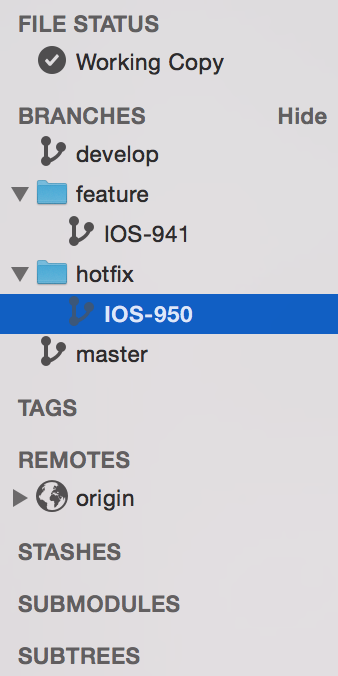 FILE STATUS
Working Copy
BRANCHES Hide
develop
feature
IOS-941
hotfix
IOS-950
master
TAGS
REMOTES
origin
STASHES
SUBMODULES
SUBTREES